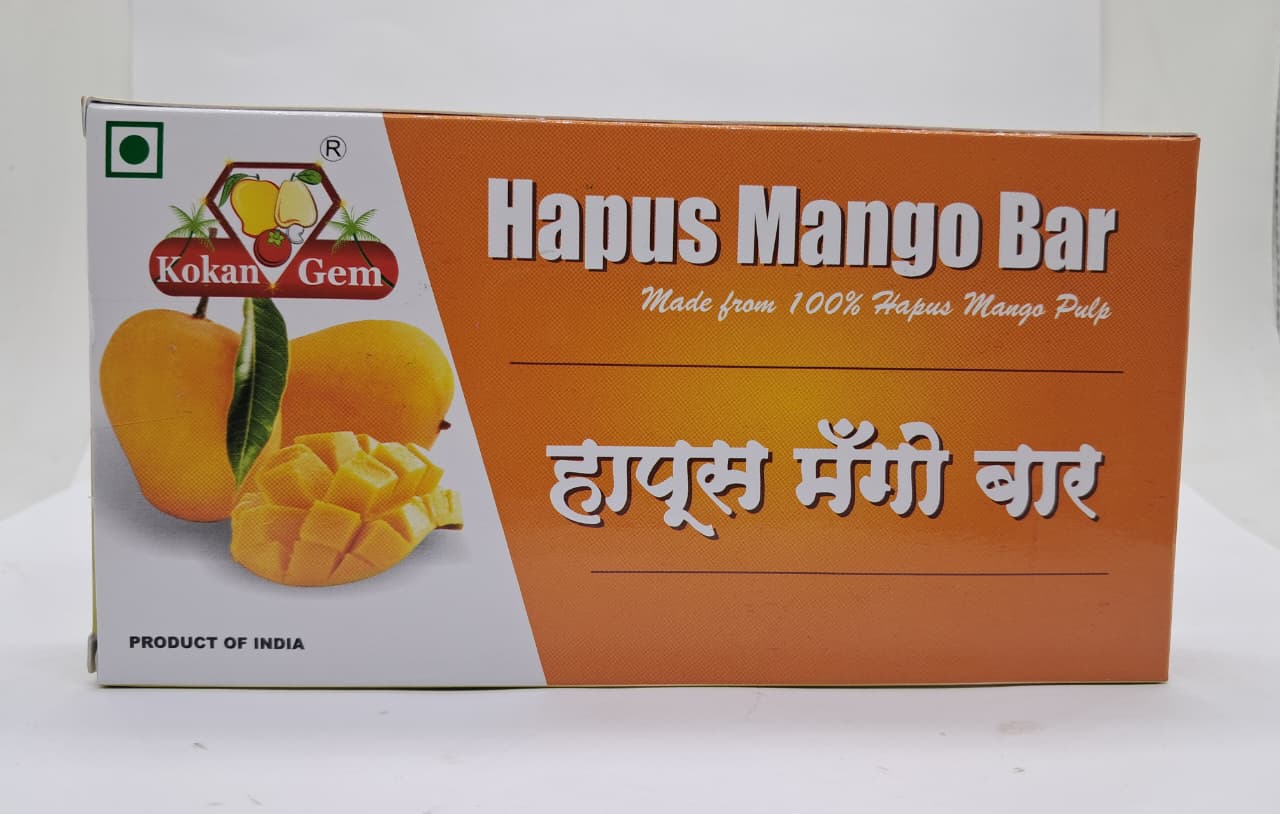 ®
Kokan Gem
Hapus Mango Bar
Made from 100% Hapus Mango Pulp
हापूस मँगो बार
PRODUCT OF INDIA